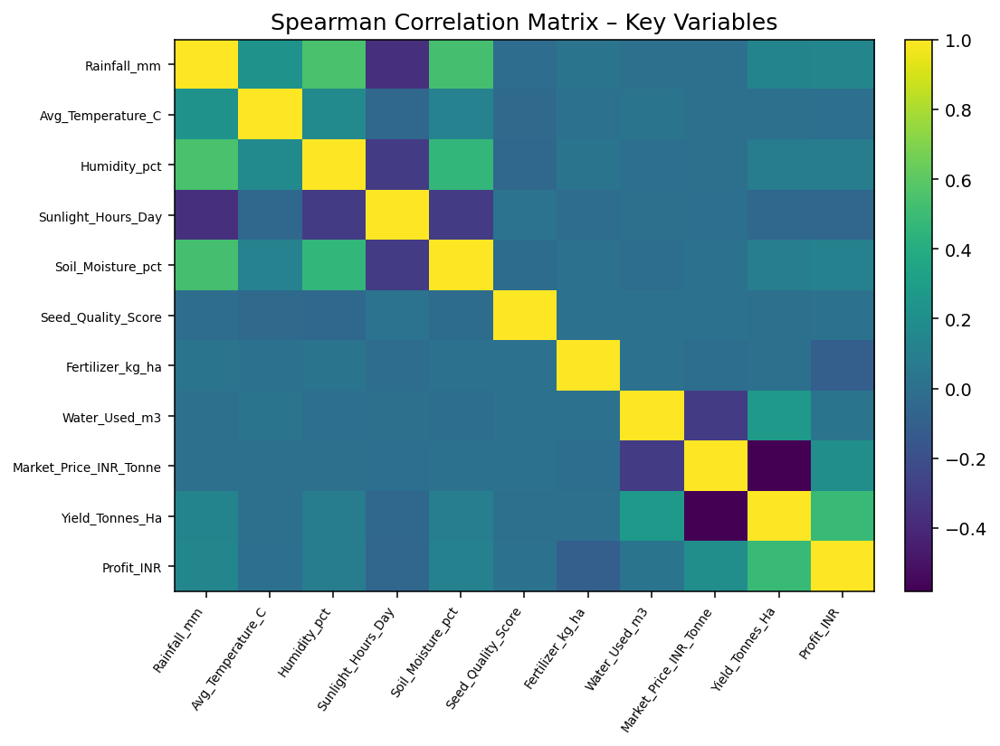 Spearman Correlation Matrix – Key Variables
Rainfall_mm
Avg_Temperature_C
Humidity_pct
Sunlight_Hours_Day
Soil_Moisture_pct
Seed_Quality_Score
Fertilizer_kg_ha
Water_Used_m3
Market_Price_INR_Tonne
Yield_Tonnes_Ha
Profit_INR
Rainfall_mm
Avg_Temperature_C
Humidity_pct
Sunlight_Hours_Day
Soil_Moisture_pct
Seed_Quality_Score
Fertilizer_kg_ha
Water_Used_m3
Market_Price_INR_Tonne
Yield_Tonnes_Ha
Profit_INR
1.0
0.8
0.6
0.4
0.2
0.0
−0.2
−0.4